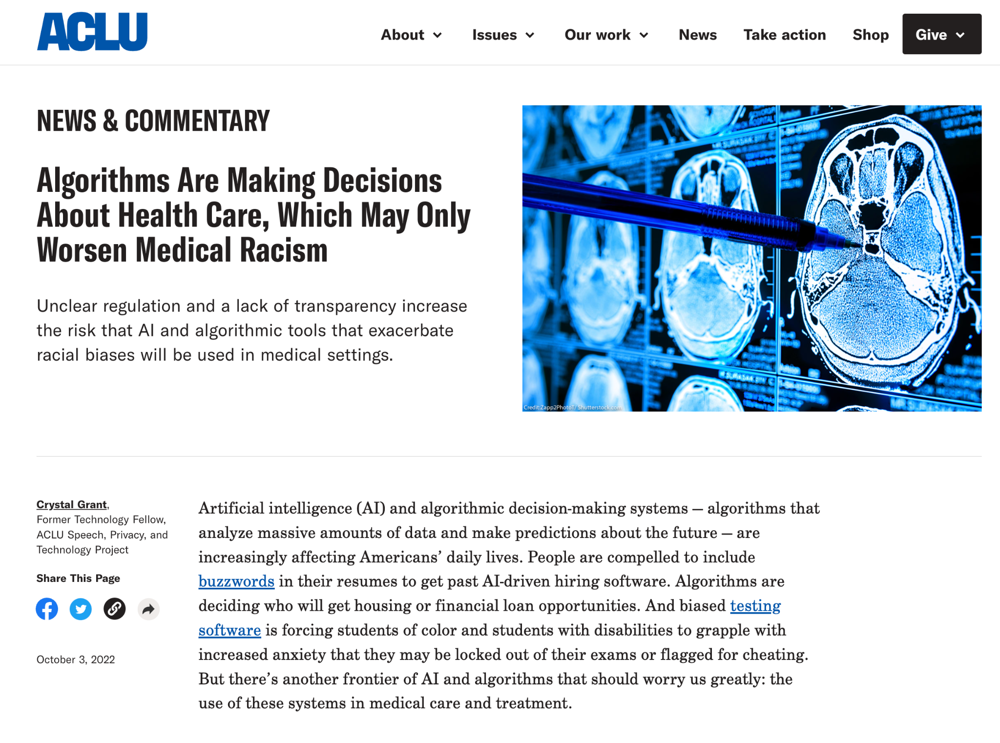 ACLU
About
Issues
Our work
News
Take action
Shop
Give
NEWS & COMMENTARY
Algorithms Are Making Decisions
About Health Care, Which May Only
Worsen Medical Racism
Unclear regulation and a lack of transparency increase
the risk that AI and algorithmic tools that exacerbate
racial biases will be used in medical settings.
Credit:Zapp2PhotoT/ Shutterstock.com
Crystal Grant,
Former Technology Fellow,
ACLU Speech, Privacy, and
Technology Project
Share This Page
October 3, 2022
Artificial intelligence (AI) and algorithmic decision-making systems — algorithms that
analyze massive amounts of data and make predictions about the future — are
increasingly affecting Americans’ daily lives. People are compelled to include
buzzwords in their resumes to get past AI-driven hiring software. Algorithms are
deciding who will get housing or financial loan opportunities. And biased testing
software is forcing students of color and students with disabilities to grapple with
increased anxiety that they may be locked out of their exams or flagged for cheating.
But there’s another frontier of AI and algorithms that should worry us greatly: the
use of these systems in medical care and treatment.